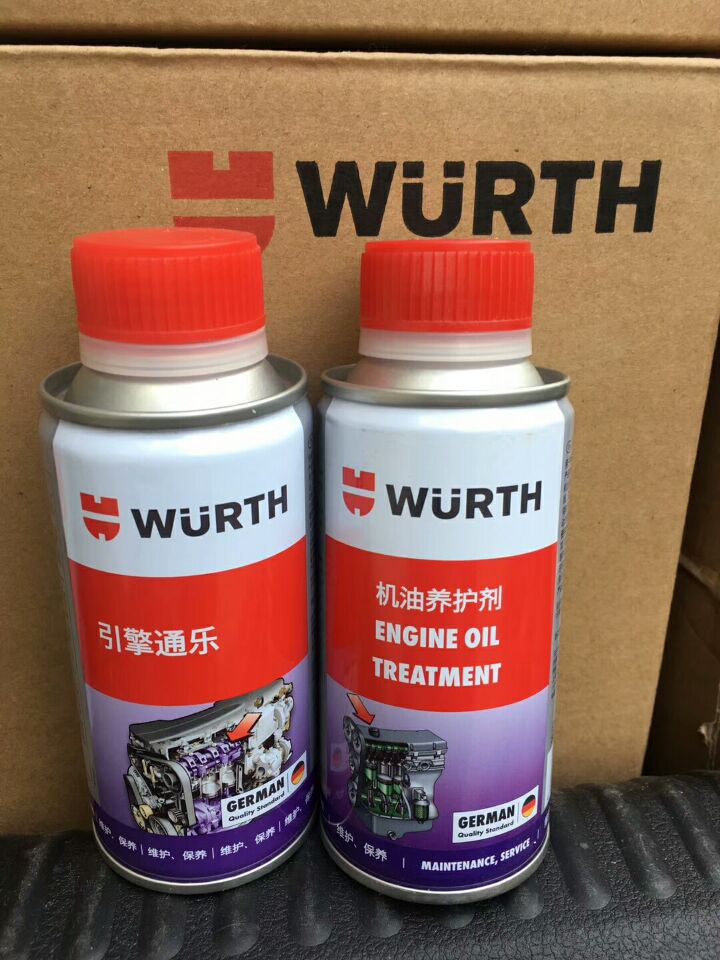 WÜRTH
WÜRTH
引擎通乐
GERMAN
Quality Standard
维护、保养 | 维护、保养 | 维护、保养
WÜRTH
机油养护剂
ENGINE OIL
TREATMENT
GERMAN
Quality Standard
维护、保养 | MAINTENANCE, SERVICE